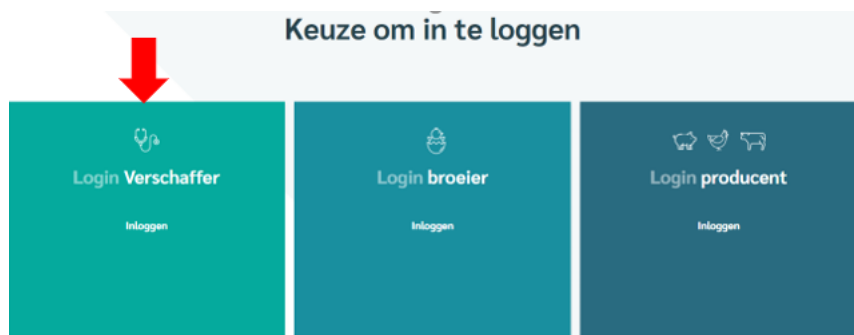 Keuze om in te loggen
Login Verschaffer
Inloggen
Login broeier
Inloggen
Login producent
Inloggen